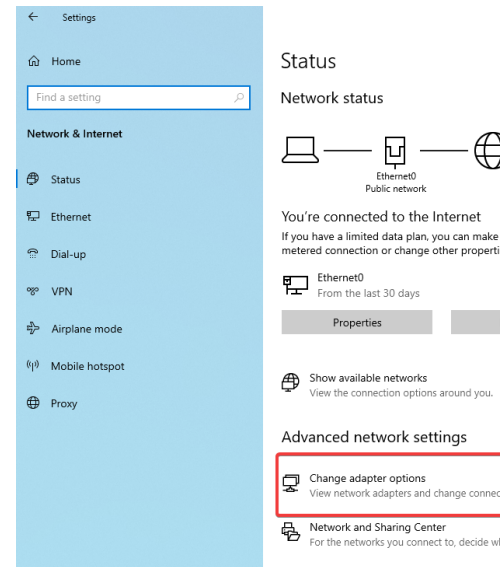 Settings
Home
Find a setting
Network & Internet
Status
Ethernet
Dial-up
VPN
Airplane mode
Mobile hotspot
Proxy
Status
Network status
Ethernet0
Public network
You're connected to the Internet
If you have a limited data plan, you can make
metered connection or change other properti
Ethernet0
From the last 30 days
Properties
Show available networks
View the connection options around you.
Advanced network settings
Change adapter options
View network adapters and change connec
Network and Sharing Center
For the networks you connect to, decide wh